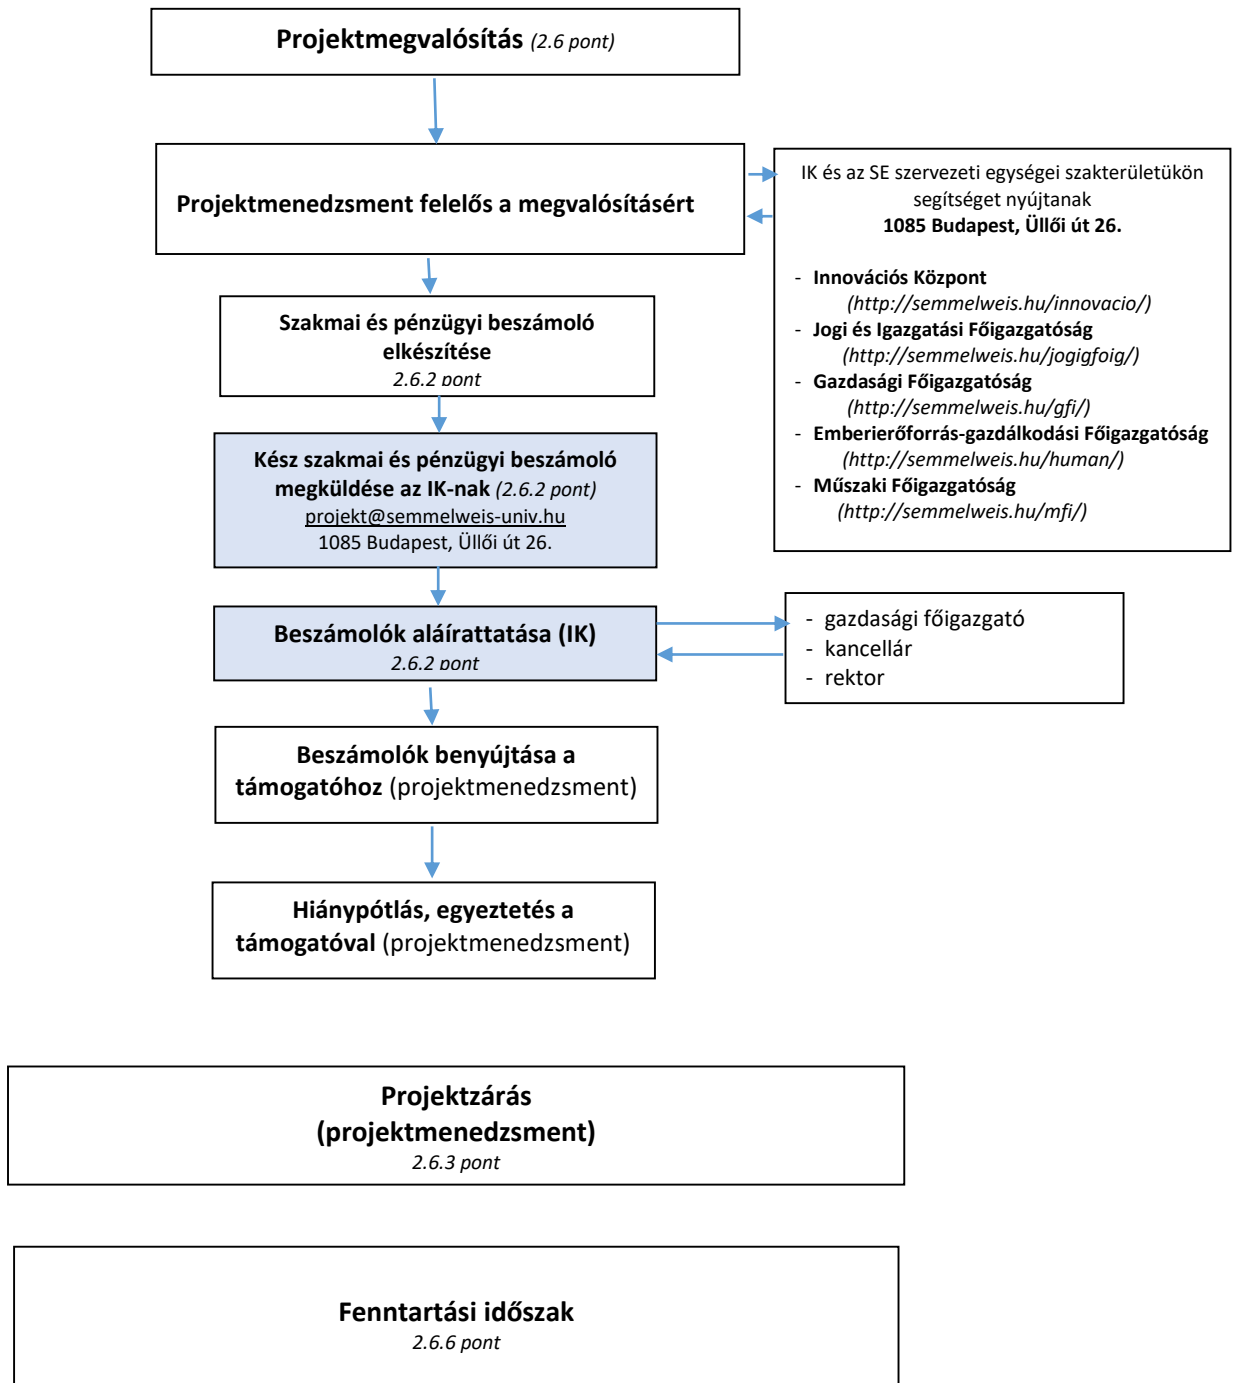 Projektmegvalósítás (2.6 pont)
Projektmenedzsment felelős a megvalósításért
IK és az SE szervezeti egységei szakterületükön
segítséget nyújtanak
1085 Budapest, Üllői út 26.
- Innovációs Központ
(http://semmelweis.hu/innovacio/)
- Jogi és Igazgatási Főigazgatóság
(http://semmelweis.hu/jogigfoig/)
- Gazdasági Főigazgatóság
(http://semmelweis.hu/gfi/)
- Emberierőforrás-gazdálkodási Főigazgatóság
(http://semmelweis.hu/human/)
- Műszaki Főigazgatóság
(http://semmelweis.hu/mfi/)
Szakmai és pénzügyi beszámoló
elkészítése
2.6.2 pont
Kész szakmai és pénzügyi beszámoló
megküldése az IK-nak (2.6.2 pont)
projekt@semmelweis-univ.hu
1085 Budapest, Üllői út 26.
Beszámolók aláírattatása (IK)
2.6.2 pont
- gazdasági főigazgató
- kancellár
- rektor
Beszámolók benyújtása a
támogatóhoz (projektmenedzsment)
Hiánypótlás, egyeztetés a
támogatóval (projektmenedzsment)
Projektzárás
(projektmenedzsment)
2.6.3 pont
Fenntartási időszak
2.6.6 pont